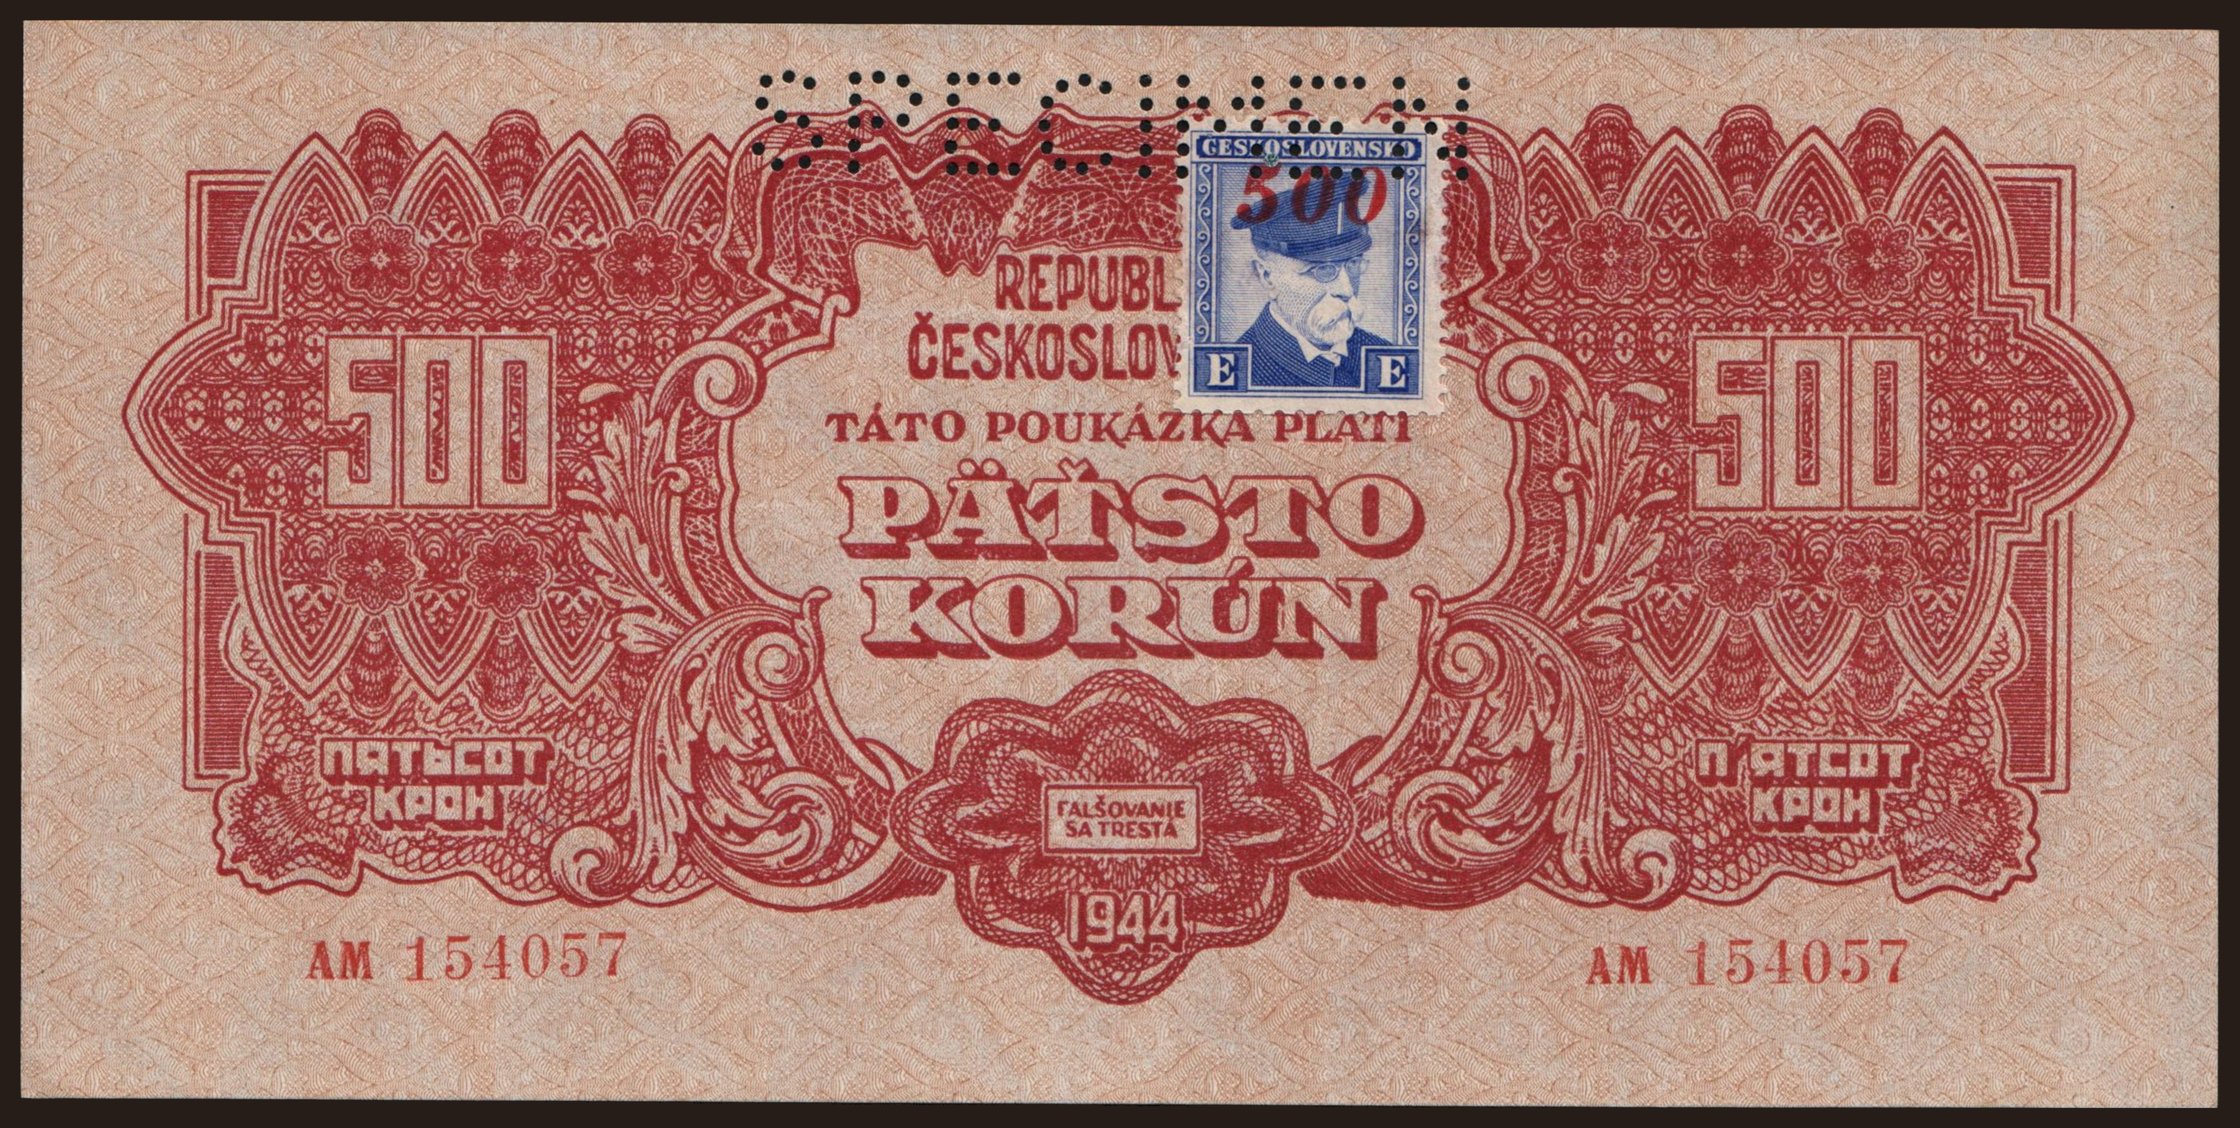 SPECIMEN
ČESKOSLOVENSKO
500
REPUBL
ČESKOSLOV
E E
TÁTO POUKÁZKA PLATÍ
500 500
PÄŤSTO
KORÚN
ПЯТЬСОТ
КРОН
П'ЯТСОТ
КРОН
FALŠOVANIE
SA TRESTÁ
1944
AM 154057 AM 154057